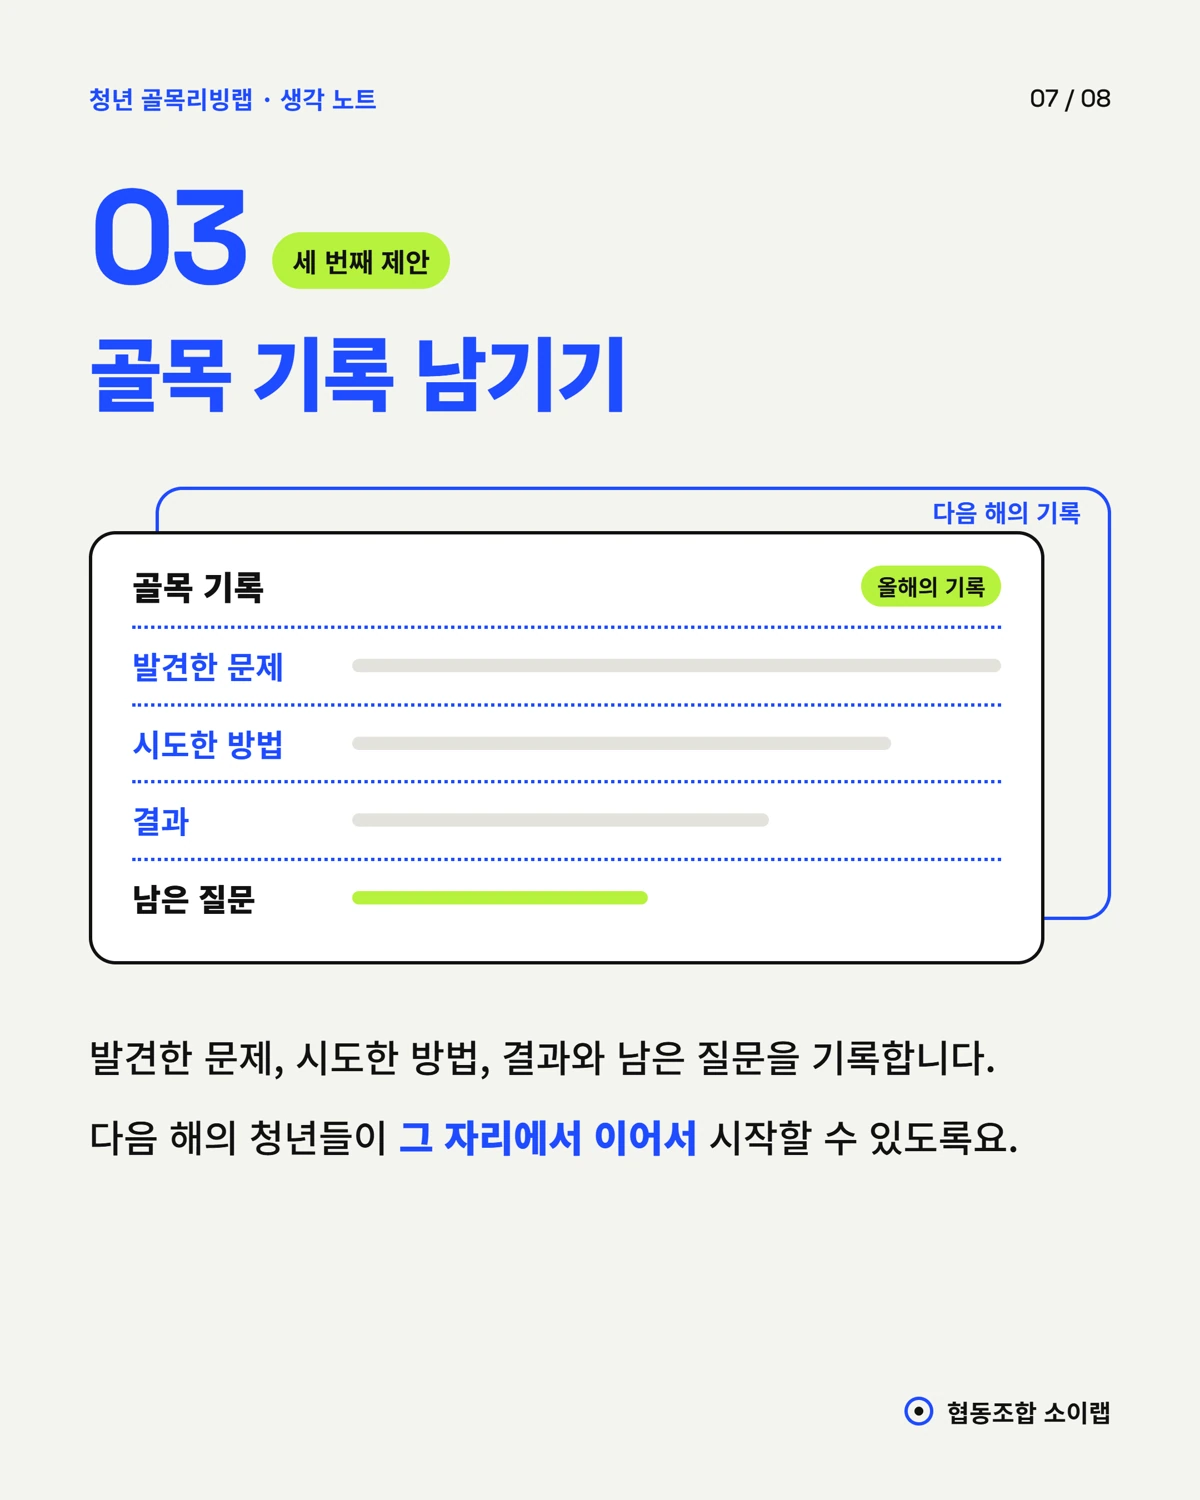 청년 골목리빙랩 · 생각 노트
07 / 08
03
세 번째 제안
골목 기록 남기기
다음 해의 기록
골목 기록
올해의 기록
발견한 문제
시도한 방법
결과
남은 질문
발견한 문제, 시도한 방법, 결과와 남은 질문을 기록합니다.
다음 해의 청년들이 그 자리에서 이어서 시작할 수 있도록요.
협동조합 소이랩